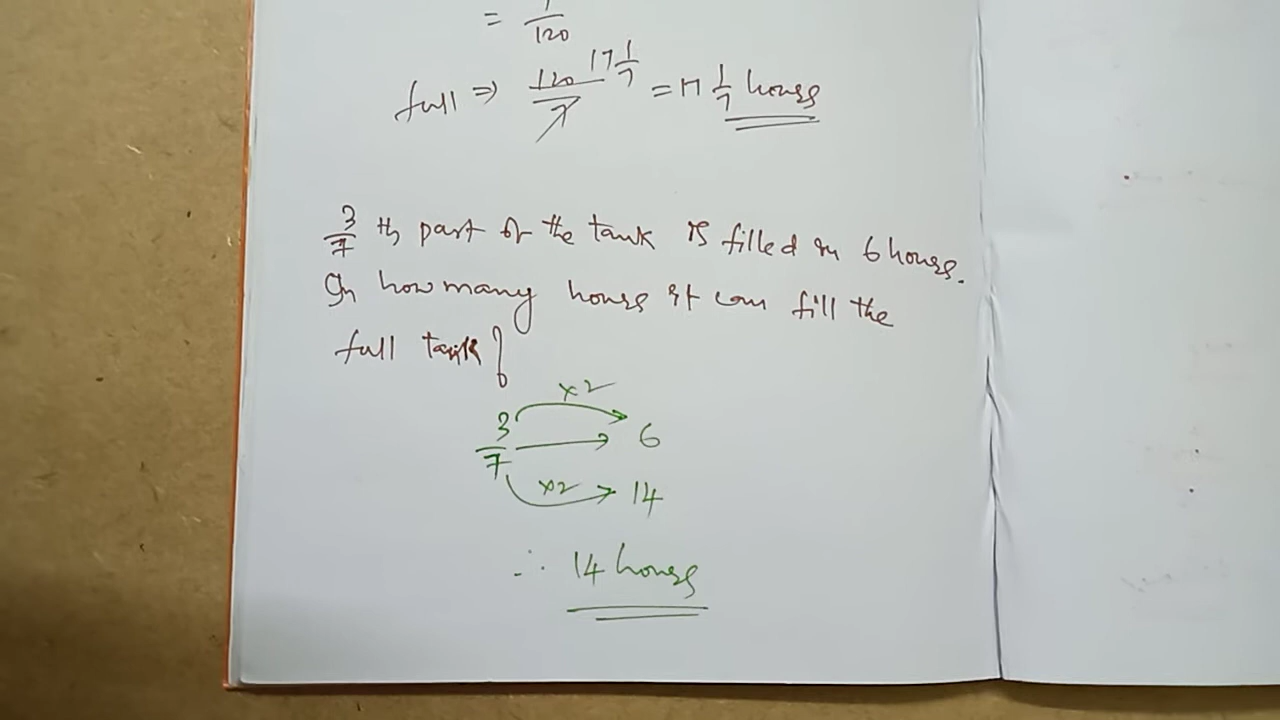 = 7/120
full ⇒ 120/7 17 1/7 = 17 1/7 hours
3/7 th part of the tank is filled in 6 hours.
In how many hours it can fill the
full tank?
×2
3/7 → 6
×2 → 14
∴ 14 hours